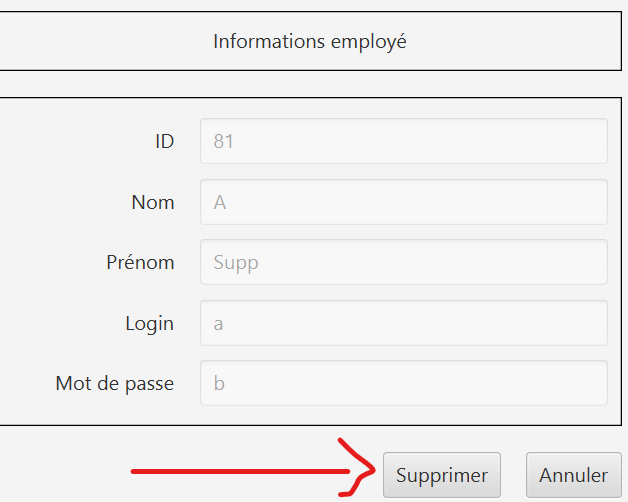 Informations employé
ID 81
Nom A
Prénom Supp
Login a
Mot de passe b
Supprimer Annuler